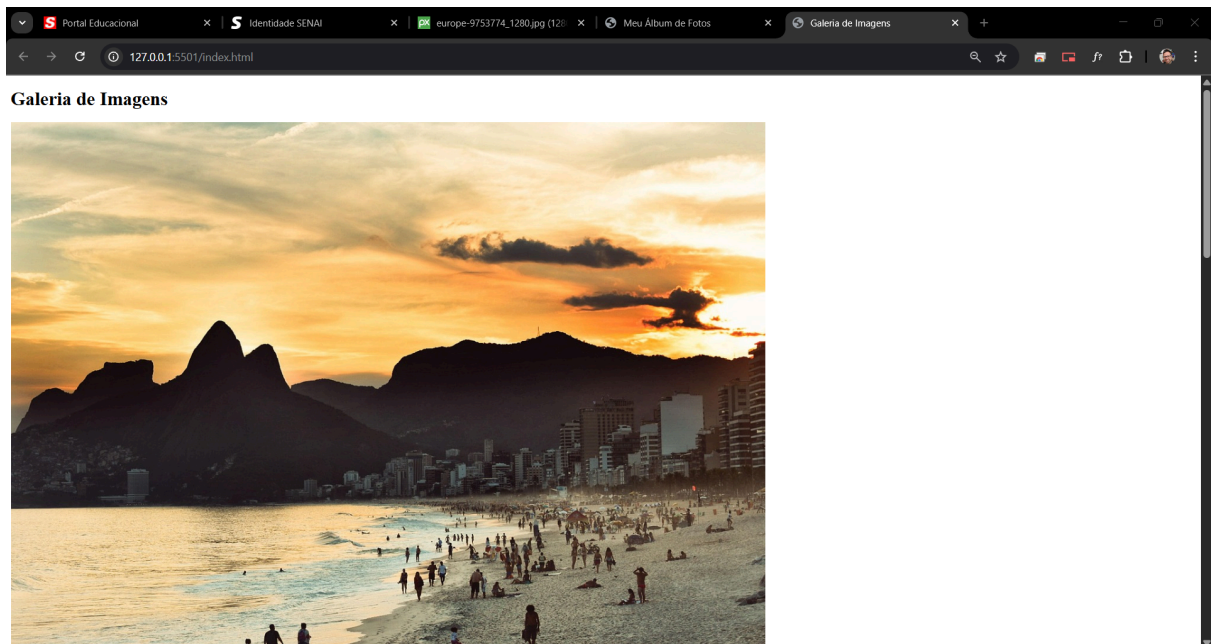 Portal Educacional
Identidade SENAI
europe-9753774_1280.jpg (128
Meu Álbum de Fotos
Galeria de Imagens
127.0.0.1:5501/index.html
Galeria de Imagens